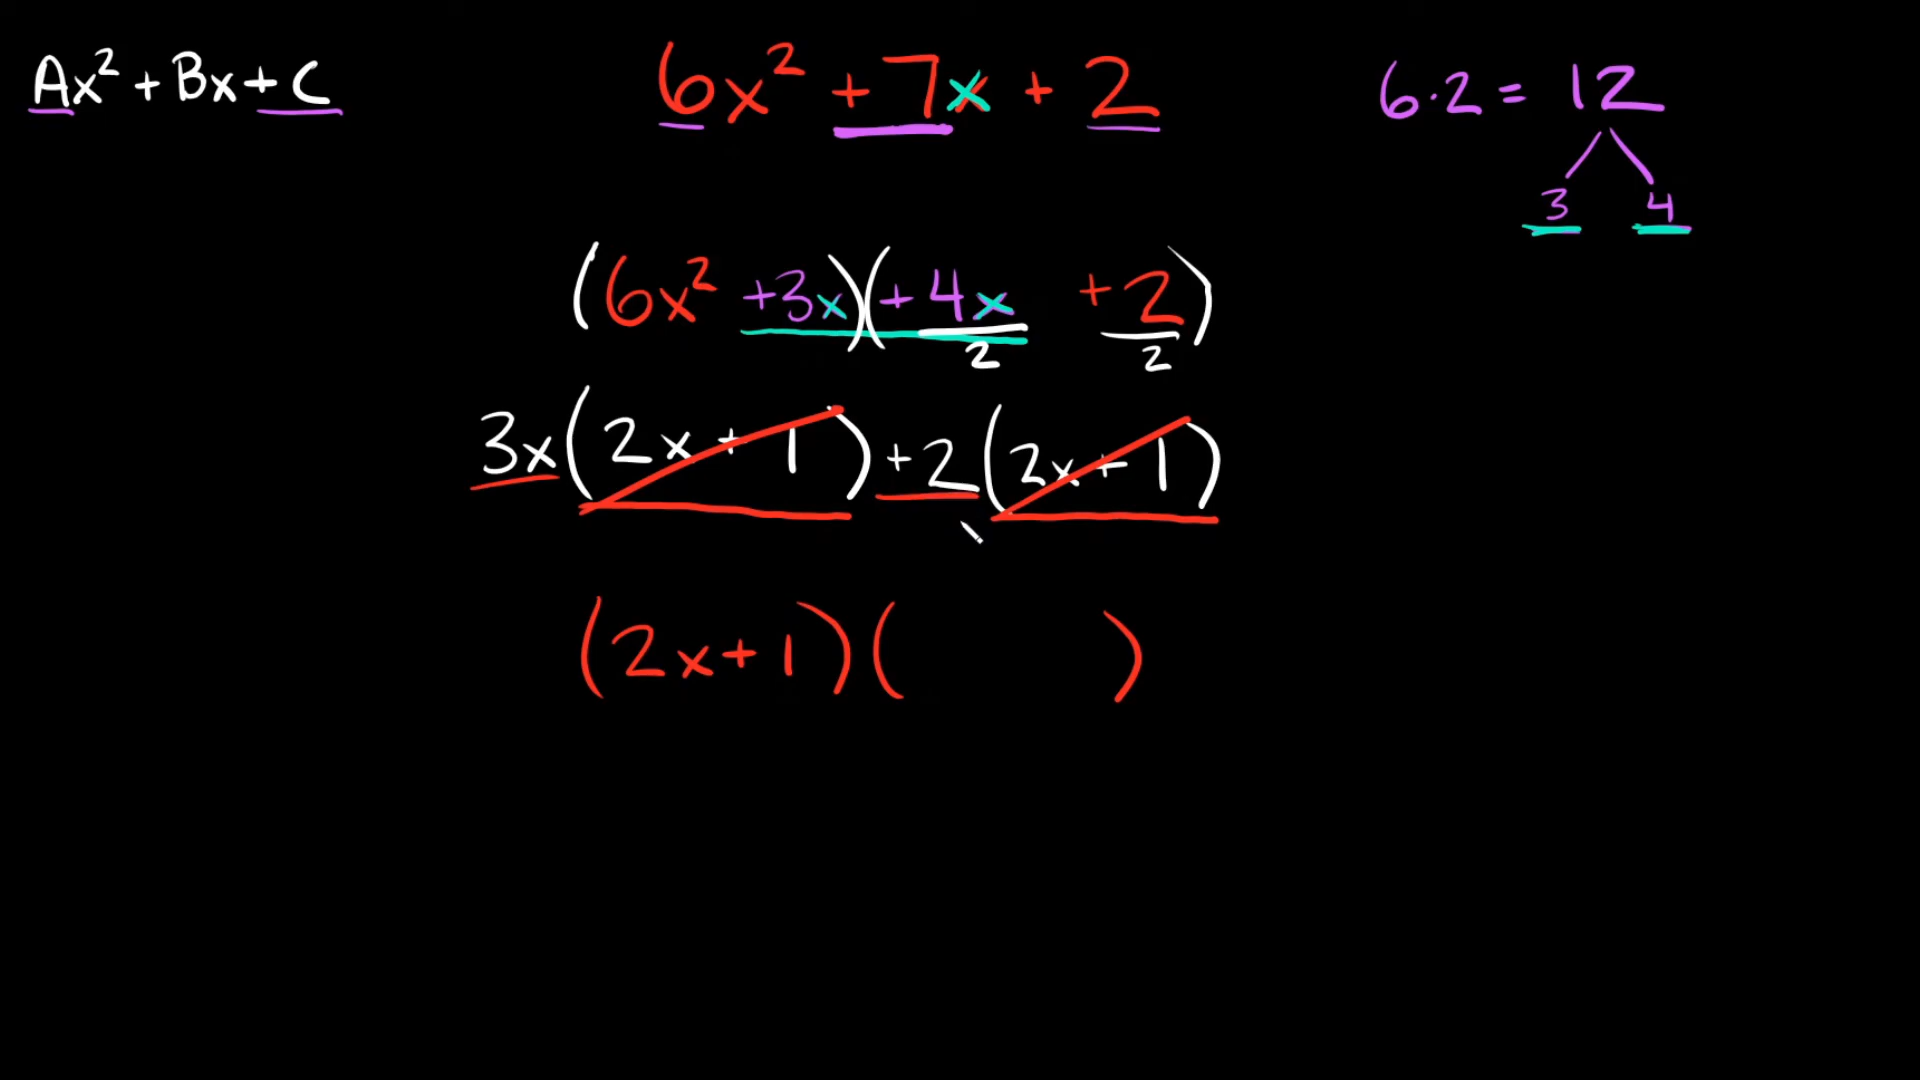 Ax² + Bx + C
6x² + 7x + 2
6·2 = 12
3 4
(6x² +3x)(+4x +2)
2 2
3x(2x + 1) +2(2x + 1)
(2x + 1)( )